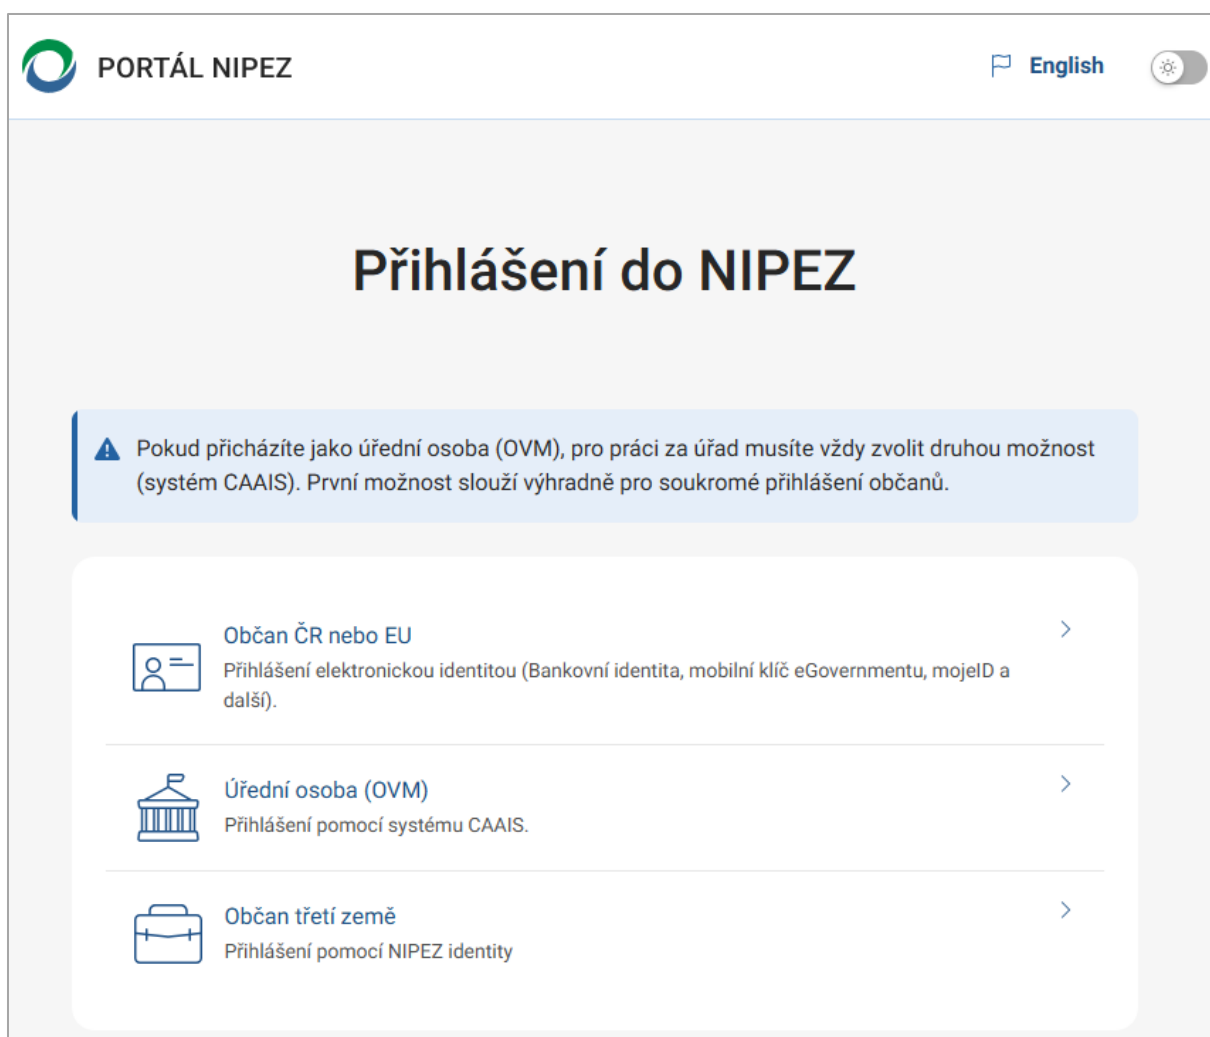 PORTÁL NIPEZ
English
Přihlášení do NIPEZ
Pokud přicházíte jako úřední osoba (OVM), pro práci za úřad musíte vždy zvolit druhou možnost
(systém CAAIS). První možnost slouží výhradně pro soukromé přihlášení občanů.
Občan ČR nebo EU
Přihlášení elektronickou identitou (Bankovní identita, mobilní klíč eGovernmentu, mojeID a
další).
Úřední osoba (OVM)
Přihlášení pomocí systému CAAIS.
Občan třetí země
Přihlášení pomocí NIPEZ identity